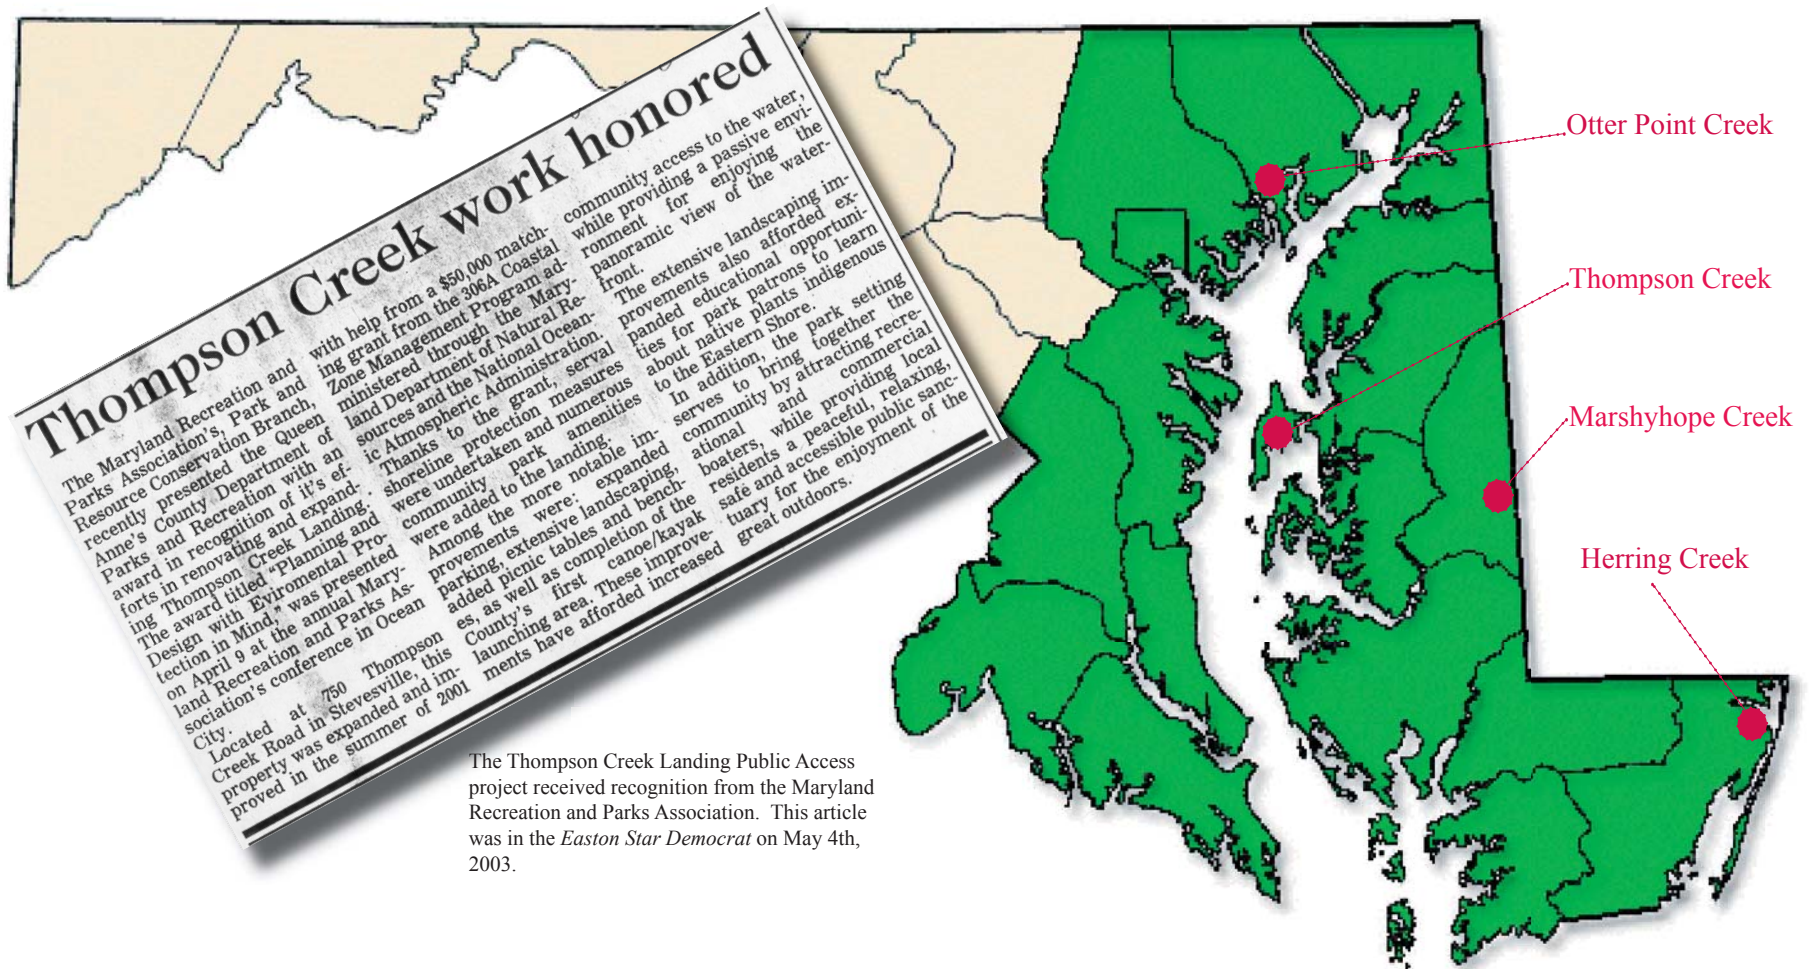 Thompson Creek work honored
The Maryland Recreation and
Parks Association's, Park and
Resource Conservation Branch,
recently presented the Queen
Anne's County Department of
Parks and Recreation with an
award in recognition of it's ef-
forts in renovating and expand-
ing Thompson Creek Landing.
The award titled "Planning and
Design with Eviromental Pro-
tection in Mind," was presented
on April 9 at the annual Mary-
land Recreation and Parks As-
sociation's conference in Ocean
City.
Located at 750 Thompson
Creek Road in Stevesville, this
property was expanded and im-
proved in the summer of 2001
with help from a $50,000 match-
ing grant from the 306A Coastal
Zone Management Program ad-
ministered through the Mary-
land Department of Natural Re-
sources and the National Ocean-
ic Atmospheric Administration.
Thanks to the grant, serval
shoreline protection measures
were undertaken and numerous
community park amenities
were added to the landing.
Among the more notable im-
provements were: expanded
parking, extensive landscaping,
added picnic tables and bench-
es, as well as completion of the
County's first canoe/kayak
launching area. These improve-
ments have afforded increased
community access to the water,
while providing a passive envi-
ronment for enjoying the
panoramic view of the water-
front.
The extensive landscaping im-
provements also afforded ex-
panded educational opportuni-
ties for park patrons to learn
about native plants indigenous
to the Eastern Shore.
In addition, the park setting
serves to bring together the
community by attracting recre-
ational and commercial
boaters, while providing local
residents a peaceful, relaxing,
safe and accessible public sanc-
tuary for the enjoyment of the
great outdoors.
The Thompson Creek Landing Public Access
project received recognition from the Maryland
Recreation and Parks Association. This article
was in the Easton Star Democrat on May 4th,
2003.
Otter Point Creek
Thompson Creek
Marshyhope Creek
Herring Creek